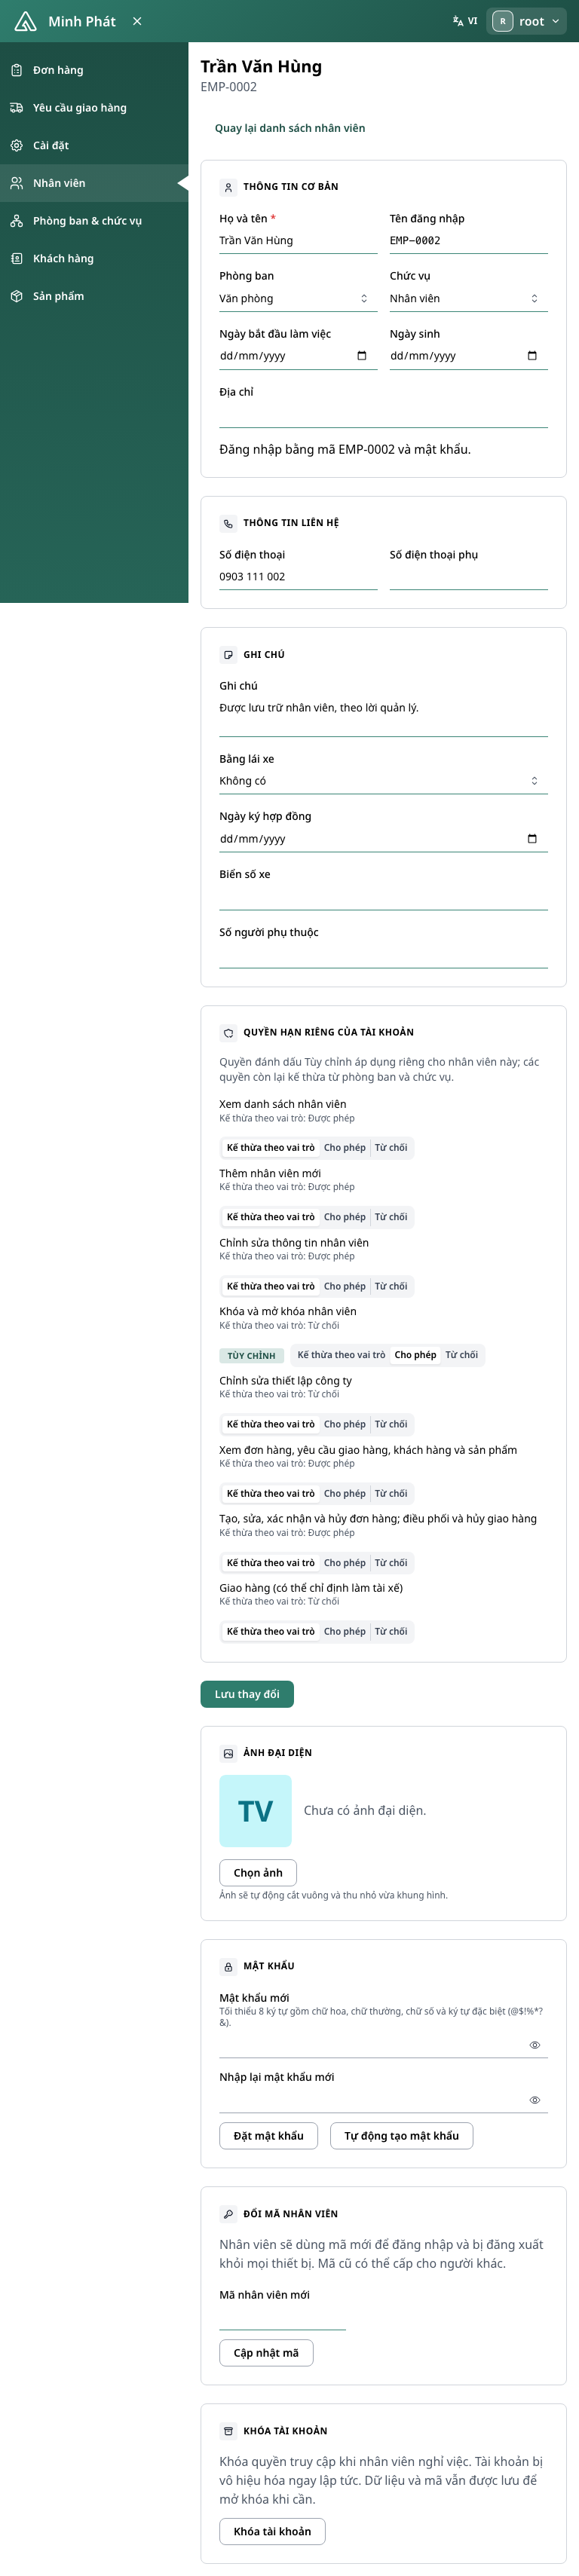 Minh Phát
VI
R
root
Đơn hàng
Yêu cầu giao hàng
Cài đặt
Nhân viên
Phòng ban & chức vụ
Khách hàng
Sản phẩm
Trần Văn Hùng
EMP-0002
Quay lại danh sách nhân viên
THÔNG TIN CƠ BẢN
Họ và tên *
Tên đăng nhập
Trần Văn Hùng
EMP-0002
Phòng ban
Chức vụ
Văn phòng
Nhân viên
Ngày bắt đầu làm việc
Ngày sinh
dd/mm/yyyy
dd/mm/yyyy
Địa chỉ
Đăng nhập bằng mã EMP-0002 và mật khẩu.
THÔNG TIN LIÊN HỆ
Số điện thoại
Số điện thoại phụ
0903 111 002
GHI CHÚ
Ghi chú
Được lưu trữ nhân viên, theo lời quản lý.
Bằng lái xe
Không có
Ngày ký hợp đồng
dd/mm/yyyy
Biển số xe
Số người phụ thuộc
QUYỀN HẠN RIÊNG CỦA TÀI KHOẢN
Quyền đánh dấu Tùy chỉnh áp dụng riêng cho nhân viên này; các
quyền còn lại kế thừa từ phòng ban và chức vụ.
Xem danh sách nhân viên
Kế thừa theo vai trò: Được phép
Kế thừa theo vai trò Cho phép Từ chối
Thêm nhân viên mới
Kế thừa theo vai trò: Được phép
Kế thừa theo vai trò Cho phép Từ chối
Chỉnh sửa thông tin nhân viên
Kế thừa theo vai trò: Được phép
Kế thừa theo vai trò Cho phép Từ chối
Khóa và mở khóa nhân viên
Kế thừa theo vai trò: Từ chối
TÙY CHỈNH Kế thừa theo vai trò Cho phép Từ chối
Chỉnh sửa thiết lập công ty
Kế thừa theo vai trò: Từ chối
Kế thừa theo vai trò Cho phép Từ chối
Xem đơn hàng, yêu cầu giao hàng, khách hàng và sản phẩm
Kế thừa theo vai trò: Được phép
Kế thừa theo vai trò Cho phép Từ chối
Tạo, sửa, xác nhận và hủy đơn hàng; điều phối và hủy giao hàng
Kế thừa theo vai trò: Được phép
Kế thừa theo vai trò Cho phép Từ chối
Giao hàng (có thể chỉ định làm tài xế)
Kế thừa theo vai trò: Từ chối
Kế thừa theo vai trò Cho phép Từ chối
Lưu thay đổi
ẢNH ĐẠI DIỆN
TV
Chưa có ảnh đại diện.
Chọn ảnh
Ảnh sẽ tự động cắt vuông và thu nhỏ vừa khung hình.
MẬT KHẨU
Mật khẩu mới
Tối thiểu 8 ký tự gồm chữ hoa, chữ thường, chữ số và ký tự đặc biệt (@$!%*?
&).
Nhập lại mật khẩu mới
Đặt mật khẩu
Tự động tạo mật khẩu
ĐỔI MÃ NHÂN VIÊN
Nhân viên sẽ dùng mã mới để đăng nhập và bị đăng xuất
khỏi mọi thiết bị. Mã cũ có thể cấp cho người khác.
Mã nhân viên mới
Cập nhật mã
KHÓA TÀI KHOẢN
Khóa quyền truy cập khi nhân viên nghỉ việc. Tài khoản bị
vô hiệu hóa ngay lập tức. Dữ liệu và mã vẫn được lưu để
mở khóa khi cần.
Khóa tài khoản